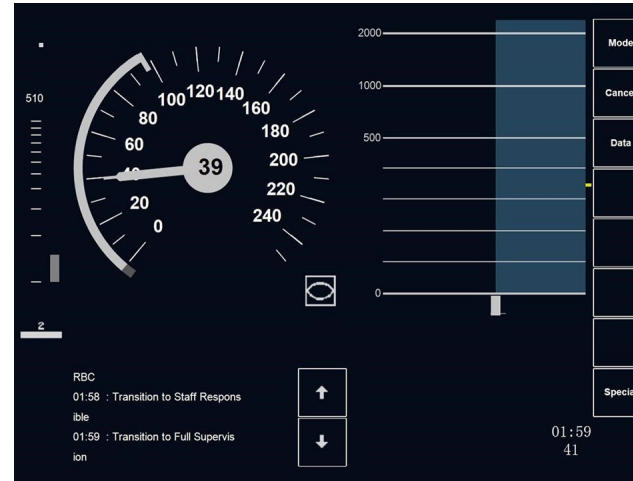 2000
Mode
510
1000
Cance
80
100
120
140
160
60
180
500
Data
39
200
20
220
0
240
0
2
RBC
01:58 : Transition to Staff Respons
ible
01:59 : Transition to Full Supervis
ion
Specia
01:59
41